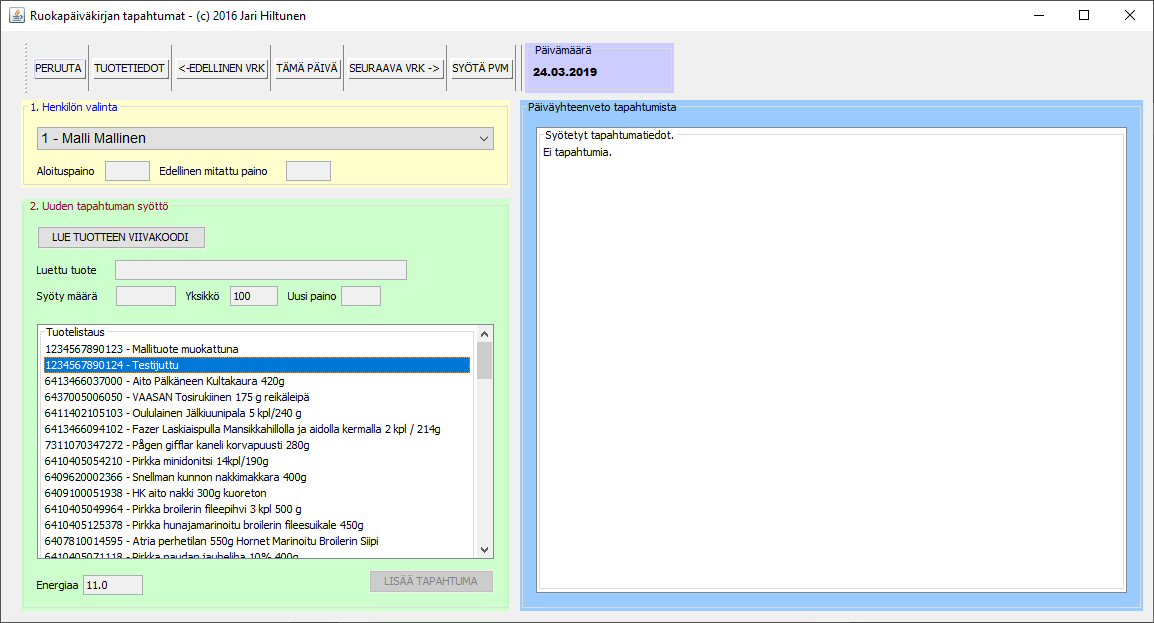 Ruokapäiväkirjan tapahtumat - (c) 2016 Jari Hiltunen
PERUUTA TUOTETIEDOT <-EDELLINEN VRK TÄMÄ PÄIVÄ SEURAAVA VRK -> SYÖTÄ PVM
Päivämäärä
24.03.2019
1. Henkilön valinta
1 - Malli Mallinen
Aloituspaino Edellinen mitattu paino
2. Uuden tapahtuman syöttö
LUE TUOTTEEN VIIVAKOODI
Luettu tuote
Syöty määrä Yksikkö 100 Uusi paino
Tuotelistaus
1234567890123 - Mallituote muokattuna
1234567890124 - Testijuttu
6413466037000 - Aito Pälkäneen Kultakaura 420g
6437005006050 - VAASAN Tosirukiinen 175 g reikäleipä
6411402105103 - Oululainen Jälkiuunipala 5 kpl/240 g
6413466094102 - Fazer Laskiaispulla Mansikkahillolla ja aidolla kermalla 2 kpl / 214g
7311070347272 - Pågen gifflar kaneli korvapuusti 280g
6410405054210 - Pirkka minidonitsi 14kpl/190g
6409620002366 - Snellman kunnon nakkimakkara 400g
6409100051938 - HK aito nakki 300g kuoreton
6410405049964 - Pirkka broilerin fileepihvi 3 kpl 500 g
6410405125378 - Pirkka hunajamarinoitu broilerin fileesuikale 450g
6407810014595 - Atria perhetilan 550g Hornet Marinoitu Broilerin Siipi
6410405071118 - Pirkka naudan jauheliha 10% 400g
Energiaa 11.0
LISÄÄ TAPAHTUMA
Päiväyhteenveto tapahtumista
Syötetyt tapahtumatiedot.
Ei tapahtumia.